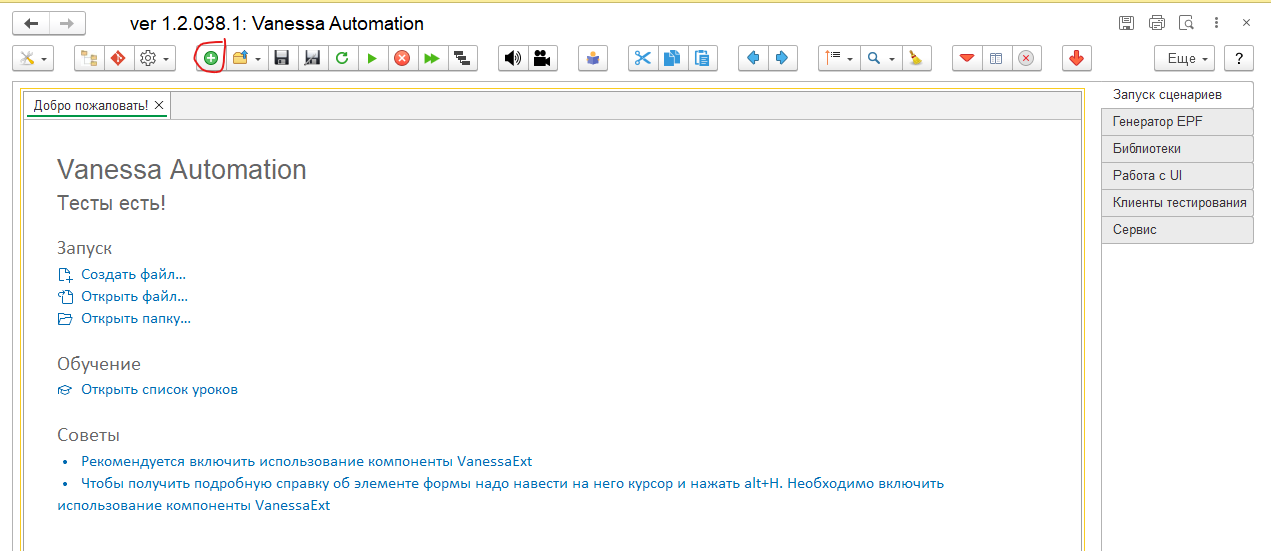 ver 1.2.038.1: Vanessa Automation
Еще
?
Добро пожаловать!
Запуск сценариев
Генератор EPF
Библиотеки
Работа с UI
Клиенты тестирования
Сервис
Vanessa Automation
Тесты есть!
Запуск
Создать файл...
Открыть файл...
Открыть папку...
Обучение
Открыть список уроков
Советы
• Рекомендуется включить использование компоненты VanessaExt
• Чтобы получить подробную справку об элементе формы надо навести на него курсор и нажать alt+H. Необходимо включить
использование компоненты VanessaExt